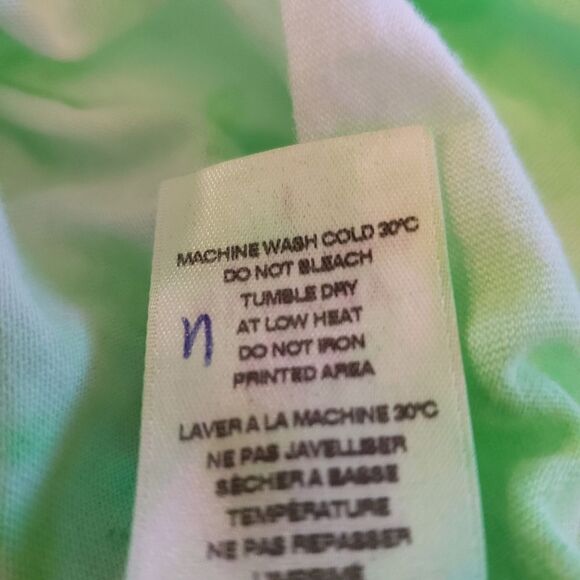 MACHINE WASH COLD 30°C
DO NOT BLEACH
TUMBLE DRY
AT LOW HEAT
DO NOT IRON
PRINTED AREA
n
LAVER A LA MACHINE 30°C
NE PAS JAVELLISER
SÉCHER A BASSE
TEMPÉRATURE
NE PAS REPASSER
L'IMPRIMÉ